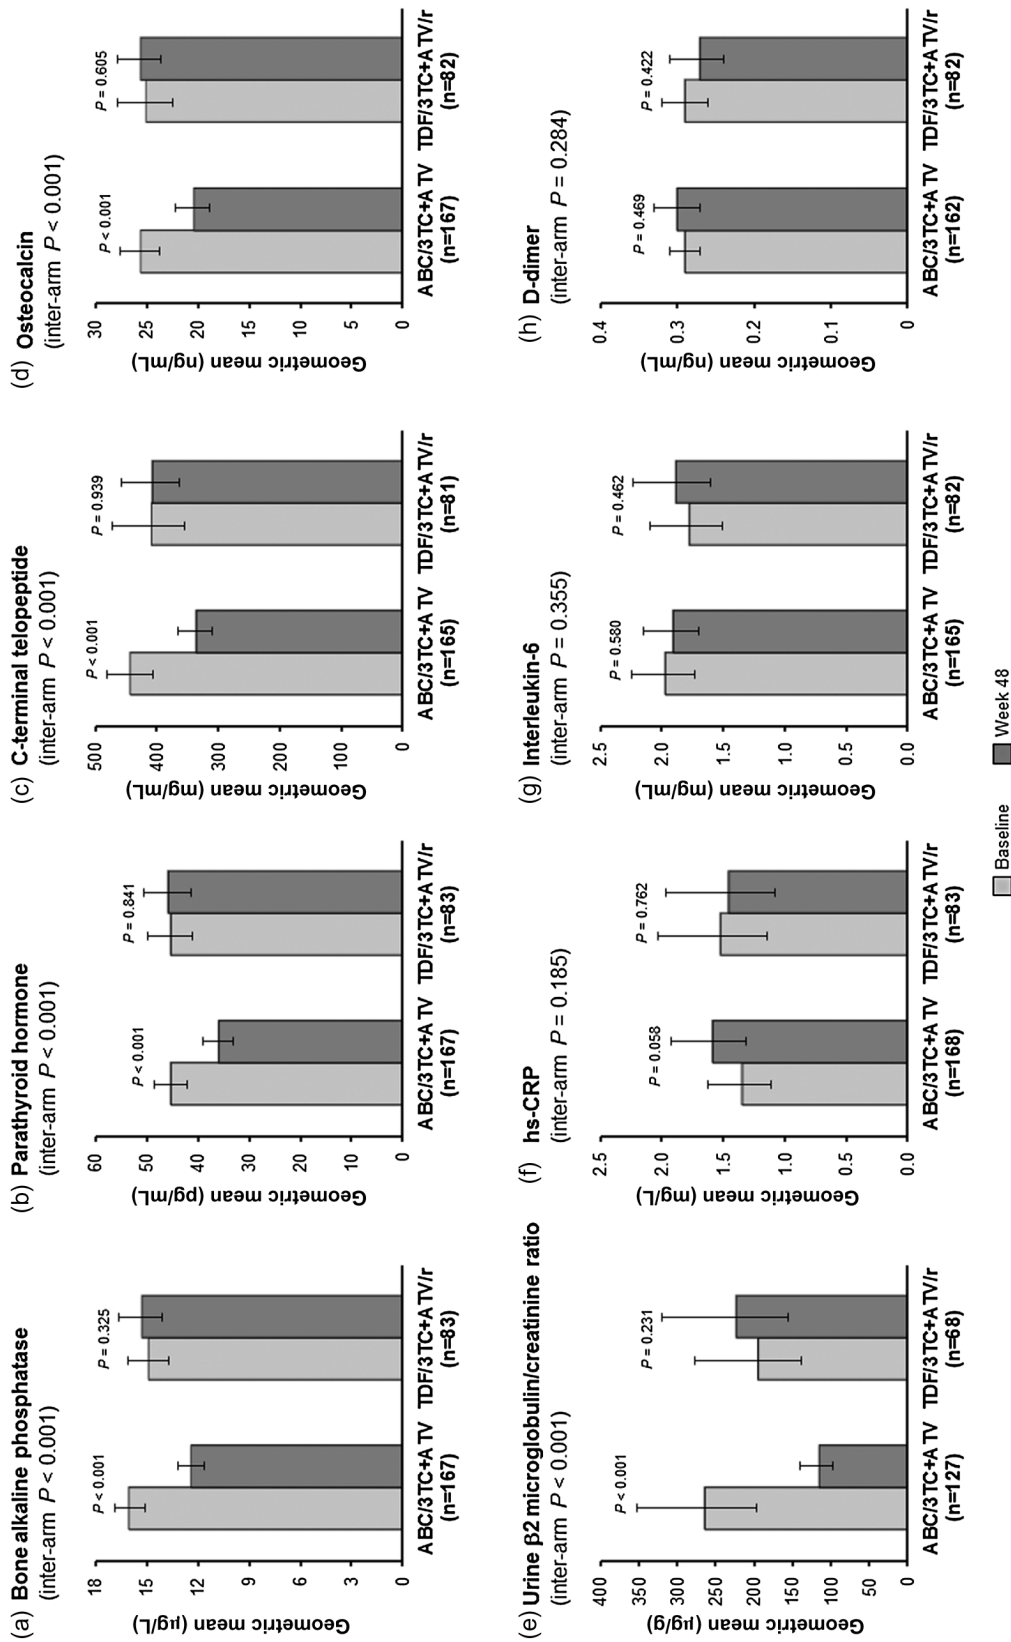 (a) Bone alkaline phosphatase
(inter-arm P < 0.001)
Geometric mean (µg/L)
18
15
12
9
6
3
0
P < 0.001
P = 0.325
ABC/3TC+ATV TDF/3TC+ATV/r
(n=167) (n=83)
(b) Parathyroid hormone
(inter-arm P < 0.001)
Geometric mean (pg/mL)
60
50
40
30
20
10
0
P < 0.001
P = 0.841
ABC/3TC+ATV TDF/3TC+ATV/r
(n=167) (n=83)
(c) C-terminal telopeptide
(inter-arm P < 0.001)
Geometric mean (mg/mL)
500
400
300
200
100
0
P < 0.001
P = 0.939
ABC/3TC+ATV TDF/3TC+ATV/r
(n=165) (n=81)
(d) Osteocalcin
(inter-arm P < 0.001)
Geometric mean (ng/mL)
30
25
20
15
10
5
0
P < 0.001
P = 0.605
ABC/3TC+ATV TDF/3TC+ATV/r
(n=167) (n=82)
(e) Urine β2 microglobulin/creatinine ratio
(inter-arm P < 0.001)
Geometric mean (µg/g)
400
350
300
250
200
150
100
50
0
P < 0.001
P = 0.231
ABC/3TC+ATV TDF/3TC+ATV/r
(n=127) (n=68)
(f) hs-CRP
(inter-arm P = 0.185)
Geometric mean (mg/L)
2.5
2.0
1.5
1.0
0.5
0.0
P = 0.058
P = 0.762
ABC/3TC+ATV TDF/3TC+ATV/r
(n=168) (n=83)
(g) Interleukin-6
(inter-arm P = 0.355)
Geometric mean (ng/mL)
2.5
2.0
1.5
1.0
0.5
0.0
P = 0.580
P = 0.462
ABC/3TC+ATV TDF/3TC+ATV/r
(n=165) (n=82)
(h) D-dimer
(inter-arm P = 0.284)
Geometric mean (ng/mL)
0.4
0.3
0.2
0.1
0
P = 0.469
P = 0.422
ABC/3TC+ATV TDF/3TC+ATV/r
(n=162) (n=82)
Baseline Week 48